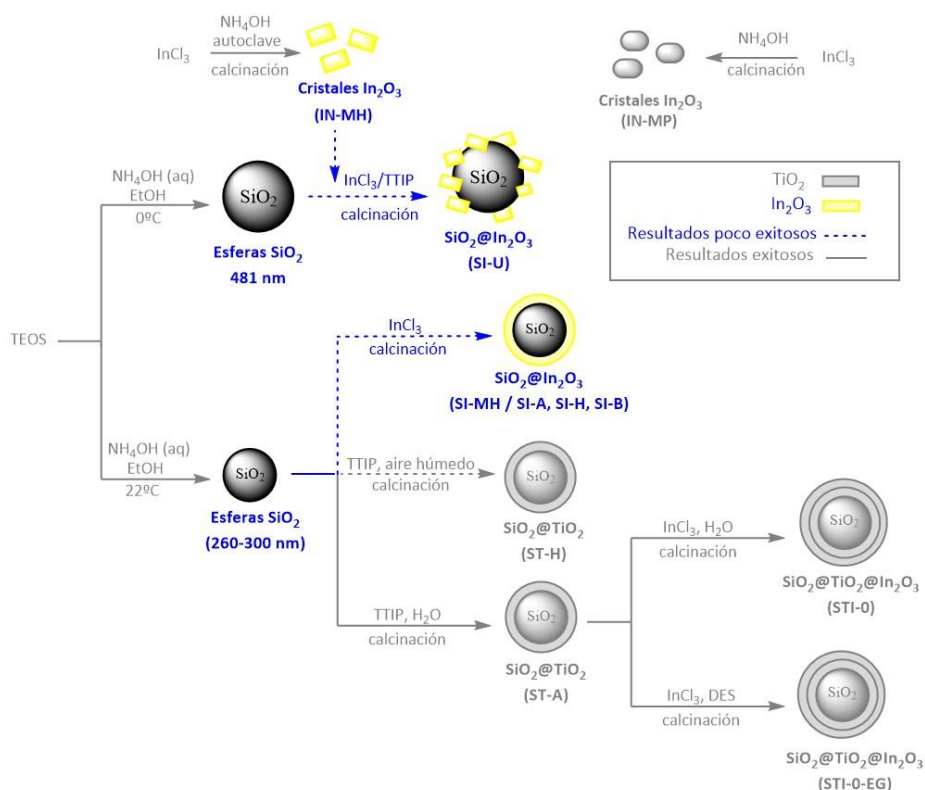 NH4OH
autoclave
InCl3
calcinación
Cristales In2O3
(IN-MH)
NH4OH
calcinación
InCl3
Cristales In2O3
(IN-MP)
NH4OH (aq)
EtOH
0ºC
SiO2
Esferas SiO2
481 nm
InCl3/TTIP
calcinación
SiO2
SiO2@In2O3
(SI-U)
TiO2
In2O3
Resultados poco exitosos
Resultados exitosos
TEOS
InCl3
calcinación
SiO2
SiO2@In2O3
(SI-MH / SI-A, SI-H, SI-B)
NH4OH (aq)
EtOH
22ºC
SiO2
Esferas SiO2
(260-300 nm)
TTIP, aire húmedo
calcinación
SiO2
SiO2@TiO2
(ST-H)
TTIP, H2O
calcinación
SiO2
SiO2@TiO2
(ST-A)
InCl3, H2O
calcinación
SiO2
SiO2@TiO2@In2O3
(STI-0)
InCl3, DES
calcinación
SiO2
SiO2@TiO2@In2O3
(STI-0-EG)